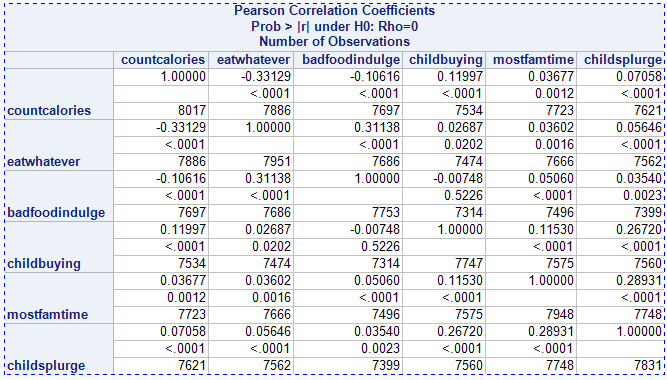 Pearson Correlation Coefficients
Prob > |r| under H0: Rho=0
Number of Observations
countcalories eatwhatever badfoodindulge childbuying mostfamtime childsplurge
1.00000 -0.33129 -0.10616 0.11997 0.03677 0.07058
<.0001 <.0001 <.0001 0.0012 <.0001
countcalories 8017 7886 7697 7534 7723 7621
-0.33129 1.00000 0.31138 0.02687 0.03602 0.05646
<.0001 <.0001 0.0202 0.0016 <.0001
eatwhatever 7886 7951 7686 7474 7666 7562
-0.10616 0.31138 1.00000 -0.00748 0.05060 0.03540
<.0001 <.0001 0.5226 <.0001 0.0023
badfoodindulge 7697 7686 7753 7314 7496 7399
0.11997 0.02687 -0.00748 1.00000 0.11530 0.26720
<.0001 0.0202 0.5226 <.0001 <.0001
childbuying 7534 7474 7314 7747 7575 7560
0.03677 0.03602 0.05060 0.11530 1.00000 0.28931
0.0012 0.0016 <.0001 <.0001 <.0001
mostfamtime 7723 7666 7496 7575 7948 7748
0.07058 0.05646 0.03540 0.26720 0.28931 1.00000
<.0001 <.0001 0.0023 <.0001 <.0001
childsplurge 7621 7562 7399 7560 7748 7831